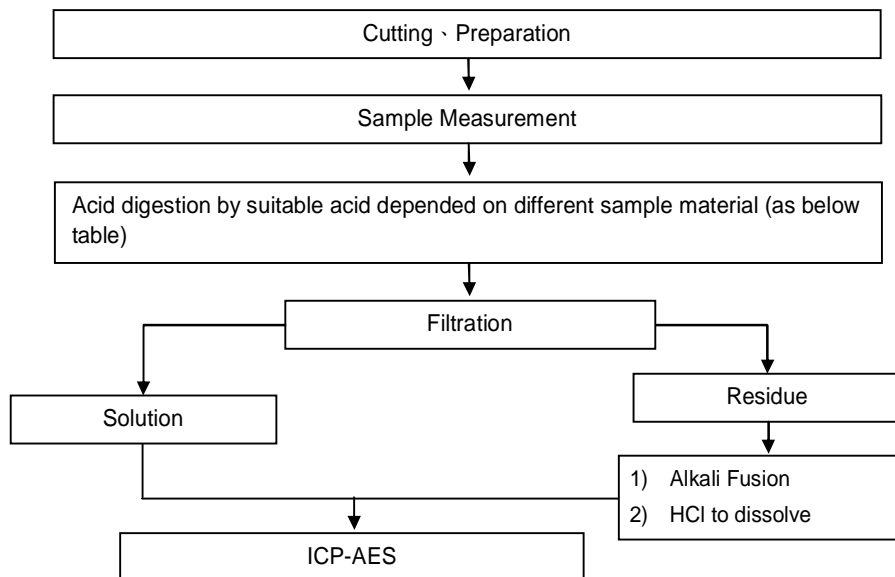 Cutting、Preparation
Sample Measurement
Acid digestion by suitable acid depended on different sample material (as below
table)
Filtration
Solution
Residue
1) Alkali Fusion
2) HCl to dissolve
ICP-AES